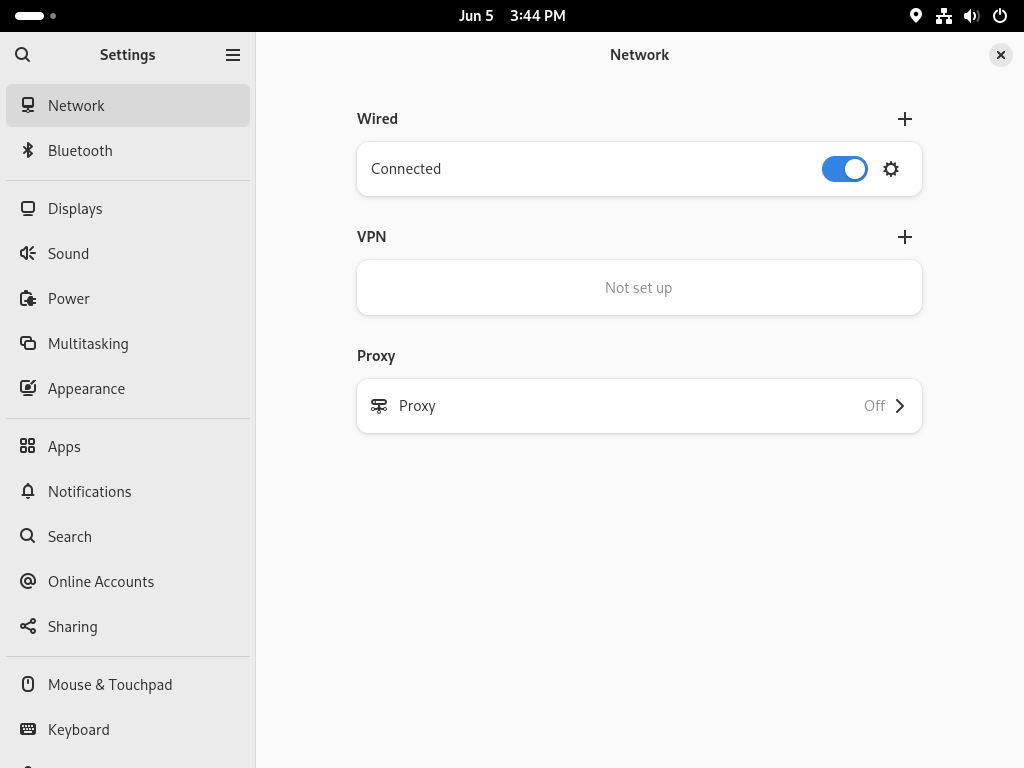 Jun 5 3:44 PM
Settings
Network
Network
Bluetooth
Displays
Sound
Power
Multitasking
Appearance
Apps
Notifications
Search
Online Accounts
Sharing
Mouse & Touchpad
Keyboard
Wired
Connected
VPN
Not set up
Proxy
Proxy Off